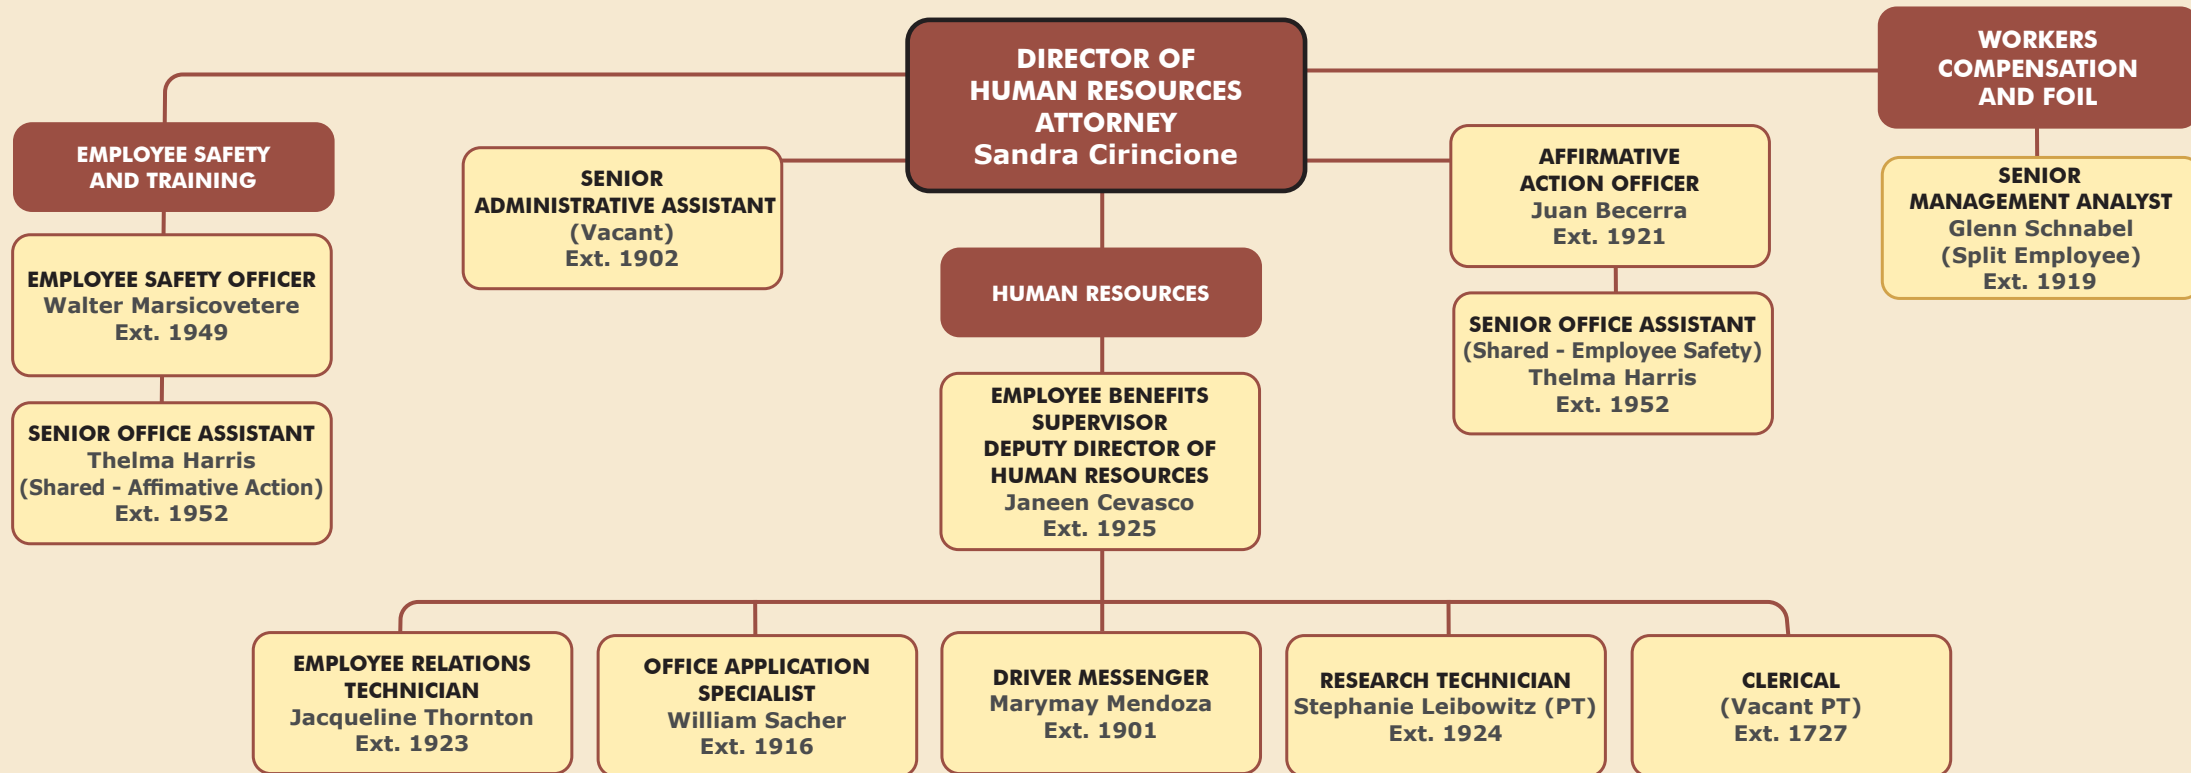 DIRECTOR OF
HUMAN RESOURCES
ATTORNEY
Sandra Cirincione
WORKERS
COMPENSATION
AND FOIL
EMPLOYEE SAFETY
AND TRAINING
SENIOR
ADMINISTRATIVE ASSISTANT
(Vacant)
Ext. 1902
AFFIRMATIVE
ACTION OFFICER
Juan Becerra
Ext. 1921
SENIOR
MANAGEMENT ANALYST
Glenn Schnabel
(Split Employee)
Ext. 1919
EMPLOYEE SAFETY OFFICER
Walter Marsicovetere
Ext. 1949
HUMAN RESOURCES
SENIOR OFFICE ASSISTANT
(Shared - Employee Safety)
Thelma Harris
Ext. 1952
SENIOR OFFICE ASSISTANT
Thelma Harris
(Shared - Affimative Action)
Ext. 1952
EMPLOYEE BENEFITS
SUPERVISOR
DEPUTY DIRECTOR OF
HUMAN RESOURCES
Janeen Cevasco
Ext. 1925
EMPLOYEE RELATIONS
TECHNICIAN
Jacqueline Thornton
Ext. 1923
OFFICE APPLICATION
SPECIALIST
William Sacher
Ext. 1916
DRIVER MESSENGER
Marymay Mendoza
Ext. 1901
RESEARCH TECHNICIAN
Stephanie Leibowitz (PT)
Ext. 1924
CLERICAL
(Vacant PT)
Ext. 1727